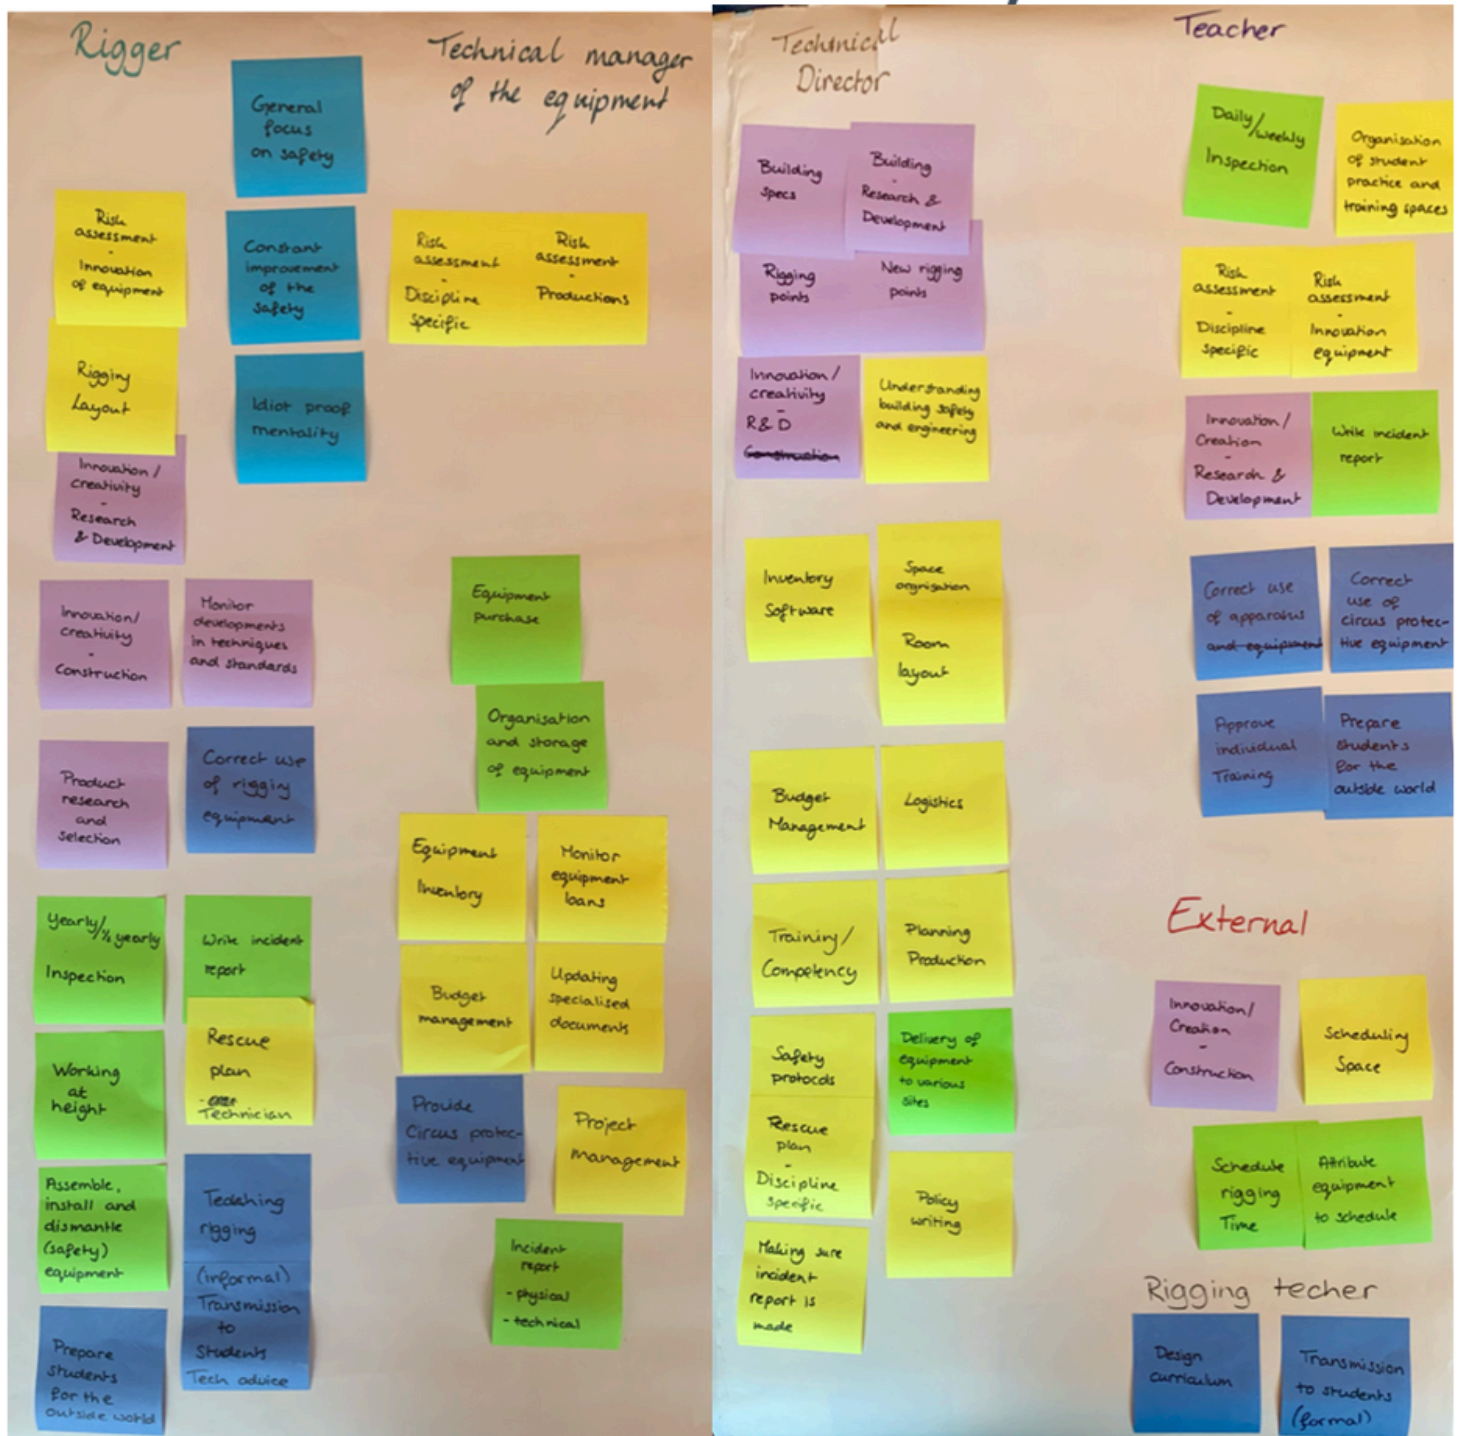 Rigger
General
focus
on safety
Risk
assessment
-
Innovation
of equipment
Constant
improvement
of the
safety
Rigging
Layout
Idiot proof
mentality
Innovation /
creativity
-
Research
& Development
Innovation/
creativity
-
Construction
Monitor
developments
in techniques
and standards
Product
research
and
selection
Correct use
of rigging
equipment
Yearly/½ yearly
Inspection
Write incident
report
Rescue
plan
Technician
Working
at
height
Assemble,
install and
dismantle
(safety)
equipment
Teaching
rigging
(informal)
Transmission
to
Students
Tech advice
Prepare
students
for the
outside world
Technical manager
of the equipment
Risk
assessment
-
Discipline
specific
Risk
assessment
-
Productions
Equipment
purchase
Organisation
and storage
of equipment
Equipment
Inventory
Monitor
equipment
loans
Budget
management
Updating
specialised
documents
Provide
Circus protec-
tive equipment
Project
management
Incident
report
- physical
- technical
Technical
Director
Building
specs
Building
-
Research &
Development
Rigging
points
New rigging
points
Innovation /
creativity
-
R & D
Construction
Understanding
building safety
and engineering
Inventory
Software
Space
orgnisation
Room
layout
Budget
Management
Logistics
Training/
Competency
Planning
Production
Safety
protocols
Delivery of
equipment
to various
sites
Rescue
plan
-
Discipline
specific
Policy
writing
Making sure
incident
report is
made
Teacher
Daily/weekly
Inspection
Organisation
of student
practice and
training spaces
Risk
assessment
-
Discipline
specific
Risk
assessment
-
Innovation
equipment
Innovation/
Creation
-
Research &
Development
Write incident
report
Correct use
of apparatus
and equipment
Correct
use of
circus protec-
tive equipment
Approve
individual
Training
Prepare
students
for the
outside world
External
Innovation/
Creation
-
Construction
Scheduling
Space
Schedule
rigging
Time
Attribute
equipment
to schedule
Rigging techer
Design
curriculum
Transmission
to students
(formal)